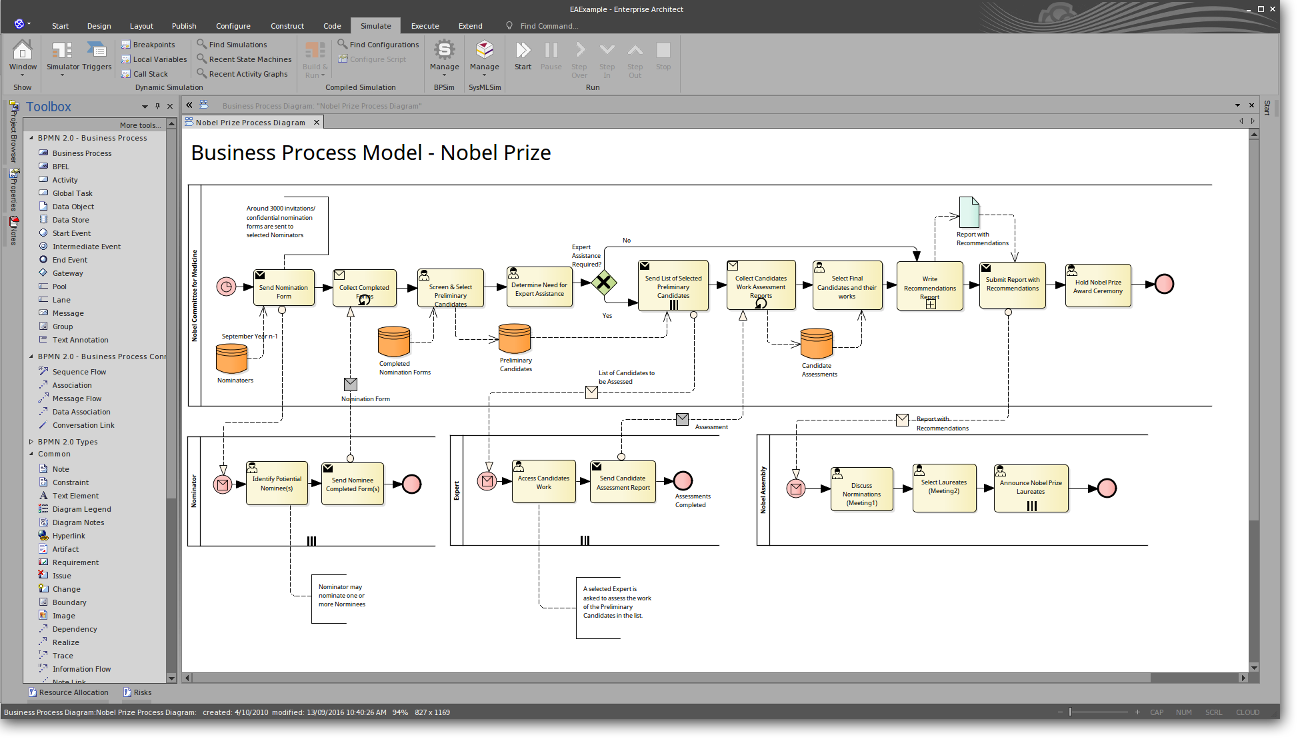 EAExample - Enterprise Architect
Start Design Layout Publish Configure Construct Code Simulate Execute Extend Find Command...
Window
Show
Simulator Triggers
Breakpoints
Local Variables
Call Stack
Find Simulations
Recent State Machines
Recent Activity Graphs
Dynamic Simulation
Build &
Run
Find Configurations
Configure Script
Compiled Simulation
Manage
BPSim
Manage
SysMLSim
Start
Pause
Step
Over
Step
In
Step
Out
Stop
Run
Project Browser
Properties
Notes
Toolbox
More tools...
BPMN 2.0 - Business Process
Business Process
BPEL
Activity
Global Task
Data Object
Data Store
Start Event
Intermediate Event
End Event
Gateway
Pool
Lane
Message
Group
Text Annotation
BPMN 2.0 - Business Process Con
Sequence Flow
Association
Message Flow
Data Association
Conversation Link
BPMN 2.0 Types
Common
Note
Constraint
Text Element
Diagram Legend
Diagram Notes
Hyperlink
Artifact
Requirement
Issue
Change
Boundary
Image
Dependency
Realize
Trace
Information Flow
Note Link
Resource Allocation Risks
Business Process Diagram: "Nobel Prize Process Diagram"
Nobel Prize Process Diagram
Start
Business Process Model - Nobel Prize
Nobel Committee for Medicine
Around 3000 invitations/
confidential nomination
forms are sent to
selected Nominators
Send Nomination
Form
September Year n-1
Nominatoers
Collect Completed
Forms
Completed
Nomination Forms
Nomination Form
Screen & Select
Preliminary
Candidates
Preliminary
Candidates
Determine Need for
Expert Assistance
Expert
Assistance
Required?
No
Yes
Send List of Selected
Preliminary
Candidates
List of Candidates to
be Assessed
Collect Candidates
Work Assessment
Reports
Candidate
Assessments
Select Final
Candidates and their
works
Write
Recommendations
Report
Report with
Recommendations
Submit Report with
Recommendations
Hold Nobel Prize
Award Ceremony
Assessment
Report with
Recommendations
Nominator
Identify Potiential
Nominee(s)
Send Nominee
Completed Form(s)
Nominator may
nominate one or
more Norminees
Expert
Access Candidates
Work
Send Candidate
Assessment Report
Assessments
Completed
A selected Expert is
asked to assess the work
of the Preliminary
Candidates in the list.
Nobel Assembly
Discuss
Norminations
(Meeting1)
Select Laureates
(Meeting2)
Announce Nobel Prize
Laureates
Business Process Diagram:Nobel Prize Process Diagram: created: 4/10/2010 modified: 13/09/2016 10:40:26 AM 94% 827 x 1169
CAP NUM SCRL CLOUD